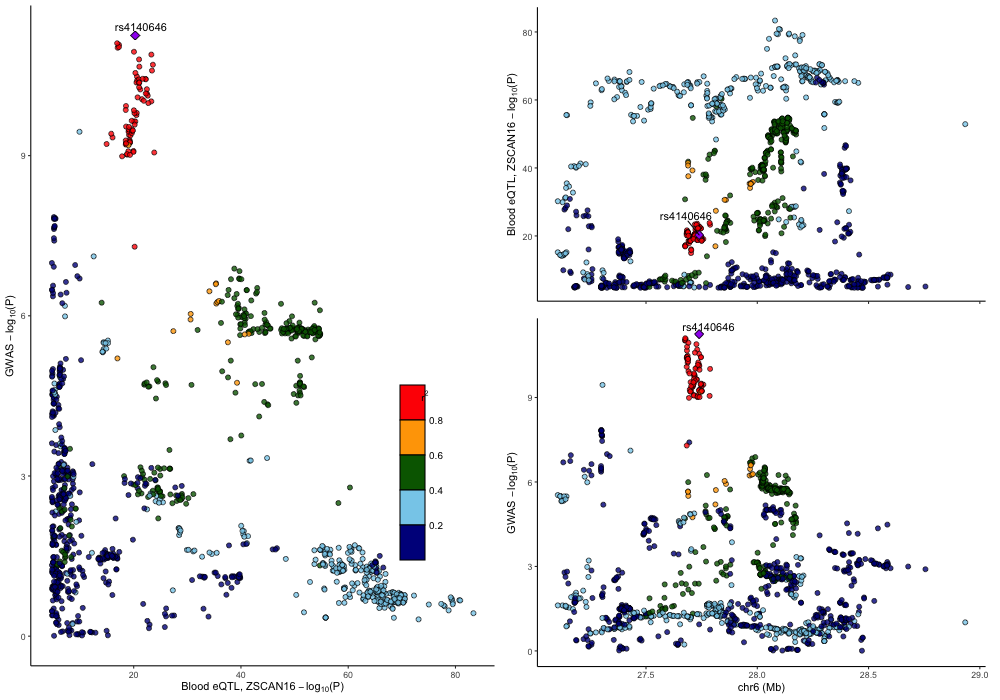 rs4140646
9
6
3
0
GWAS −log10(P)
20
40
60
80
Blood eQTL, ZSCAN16 −log10(P)
r2
0.8
0.6
0.4
0.2
80
60
40
20
Blood eQTL, ZSCAN16 −log10(P)
rs4140646
rs4140646
9
6
3
0
GWAS −log10(P)
27.5
28.0
28.5
29.0
chr6 (Mb)